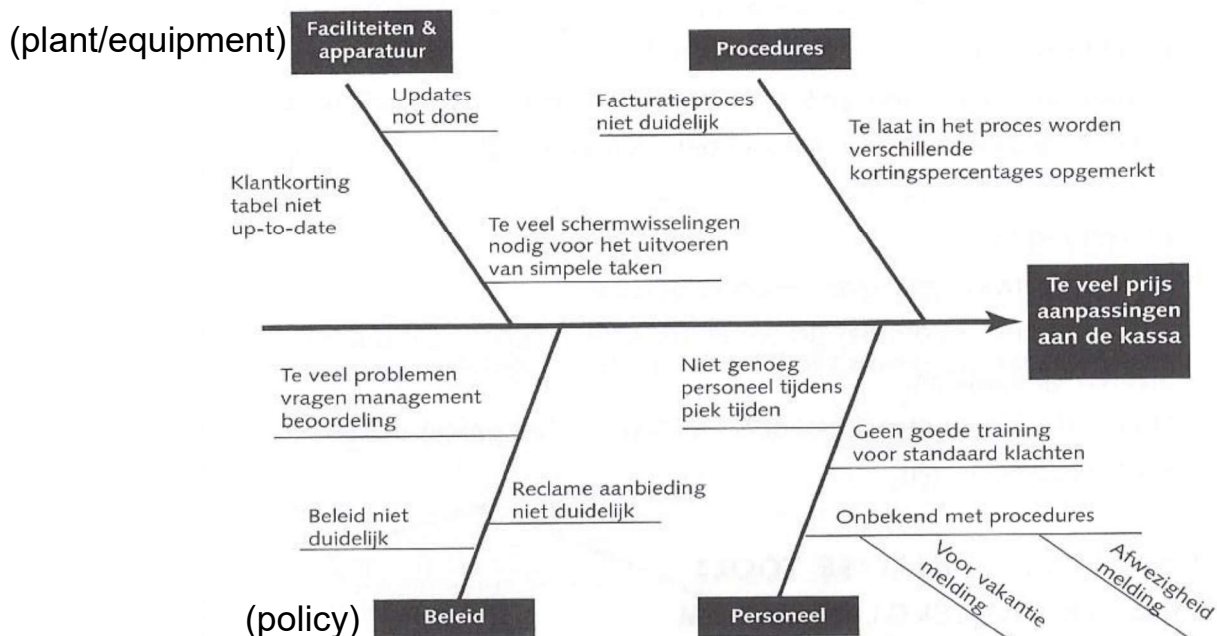 (plant/equipment)
Faciliteiten &
apparatuur
Procedures
Updates
not done
Facturatieproces
niet duidelijk
Te laat in het proces worden
verschillende
kortingspercentages opgemerkt
Klantkorting
tabel niet
up-to-date
Te veel schermwisselingen
nodig voor het uitvoeren
van simpele taken
Te veel prijs
aanpassingen
aan de kassa
Te veel problemen
vragen management
beoordeling
Niet genoeg
personeel tijdens
piek tijden
Geen goede training
voor standaard klachten
Reclame aanbieding
niet duidelijk
Beleid niet
duidelijk
Onbekend met procedures
Voor vakantie
melding
Afwezigheid
melding
(policy)
Beleid
Personeel